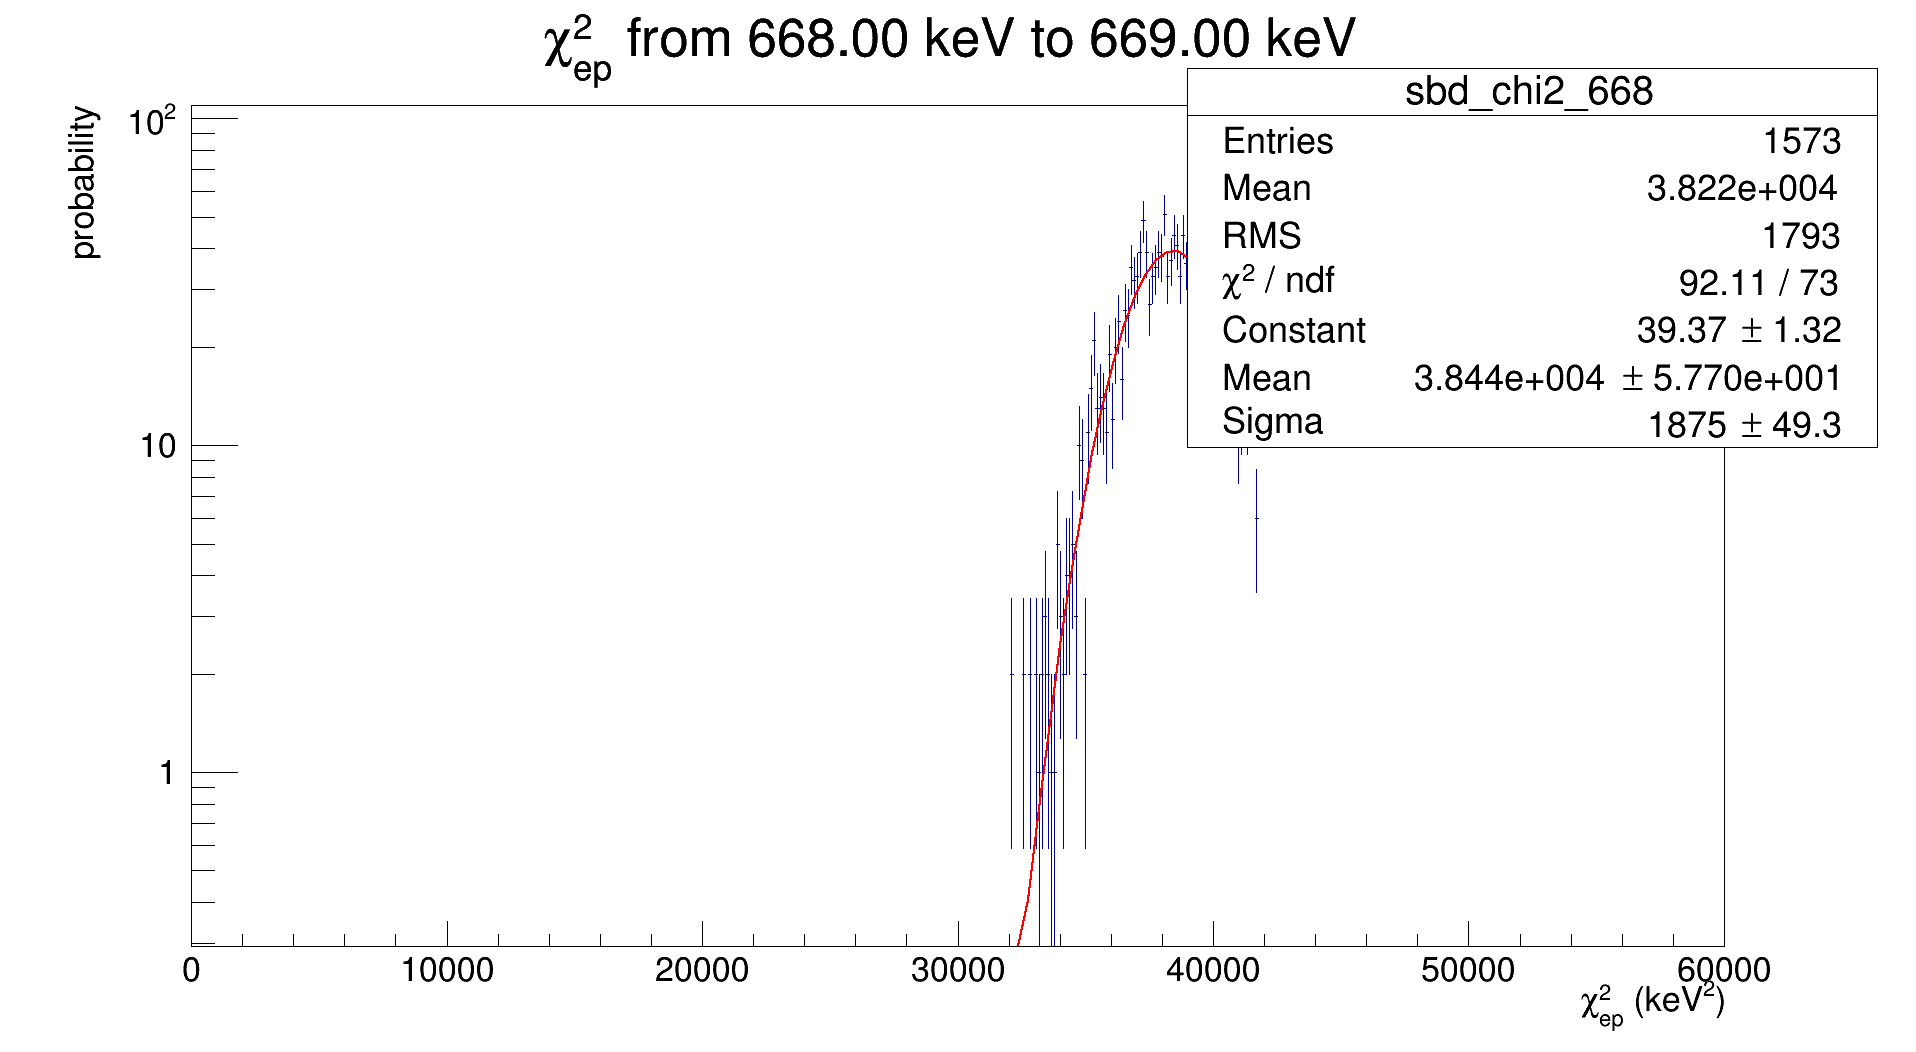 χ²ep from 668.00 keV to 669.00 keV
sbd_chi2_668
Entries 1573
Mean 3.822e+004
RMS 1793
χ² / ndf 92.11 / 73
Constant 39.37 ± 1.32
Mean 3.844e+004 ± 5.770e+001
Sigma 1875 ± 49.3
probability
10²
10
1
0 10000 20000 30000 40000 50000 60000
χ²ep (keV²)